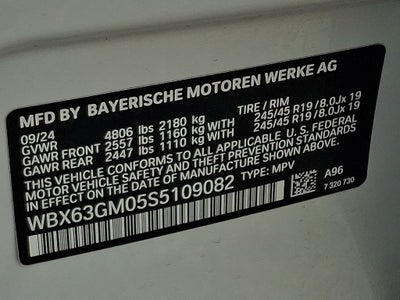 MFD BY BAYERISCHE MOTOREN WERKE AG
09/24 TIRE / RIM
GVWR 4806 lbs 2180 kg
GAWR FRONT 2557 lbs 1160 kg 245/45 R19 / 8.0Jx 19
GAWR REAR 2447 lbs 1110 kg 245/45 R19 / 8.0Jx 19
THIS VEHICLE CONFORMS TO ALL APPLICABLE U. S. FEDERAL
MOTOR VEHICLE SAFETY, BUMPER, AND THEFT PREVENTION STANDARDS
IN EFFECT ON THE DATE OF MANUFACTURE SHOWN ABOVE.
WBX63GM05S5109082 TYPE: MPV
A96
7 320 730